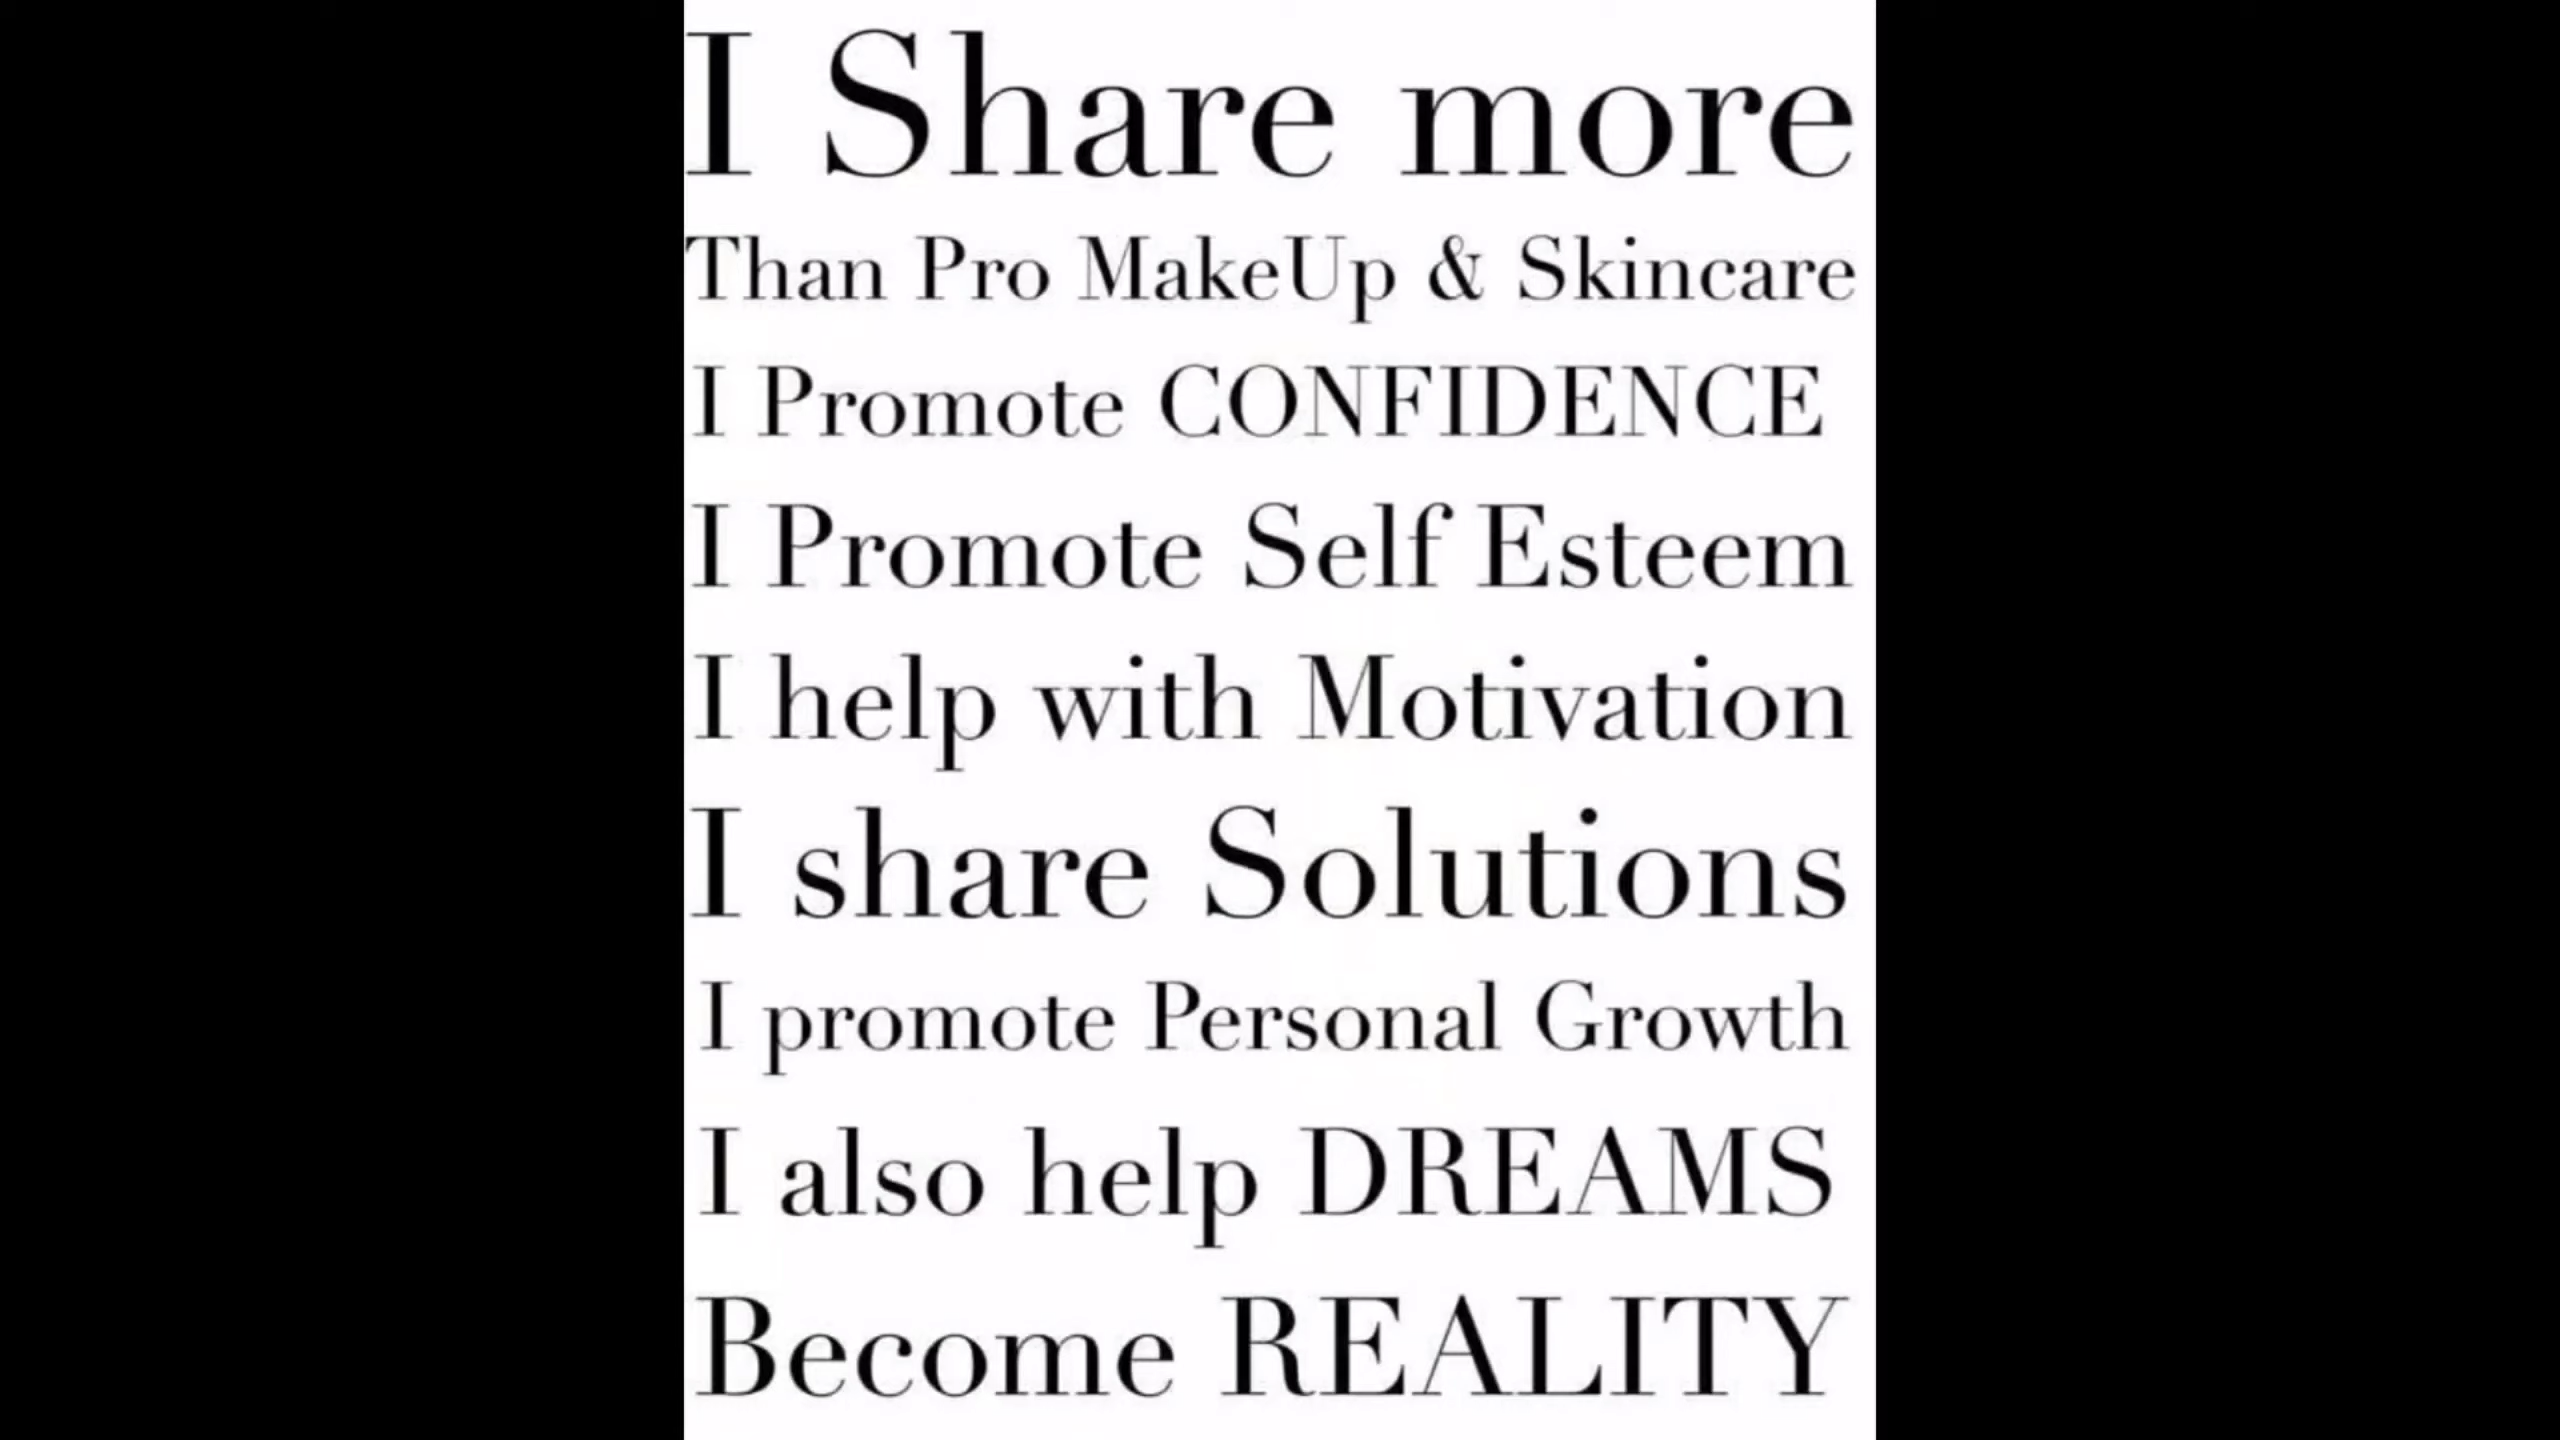 I Share more
Than Pro MakeUp & Skincare
I Promote CONFIDENCE
I Promote Self Esteem
I help with Motivation
I share Solutions
I promote Personal Growth
I also help DREAMS
Become REALITY